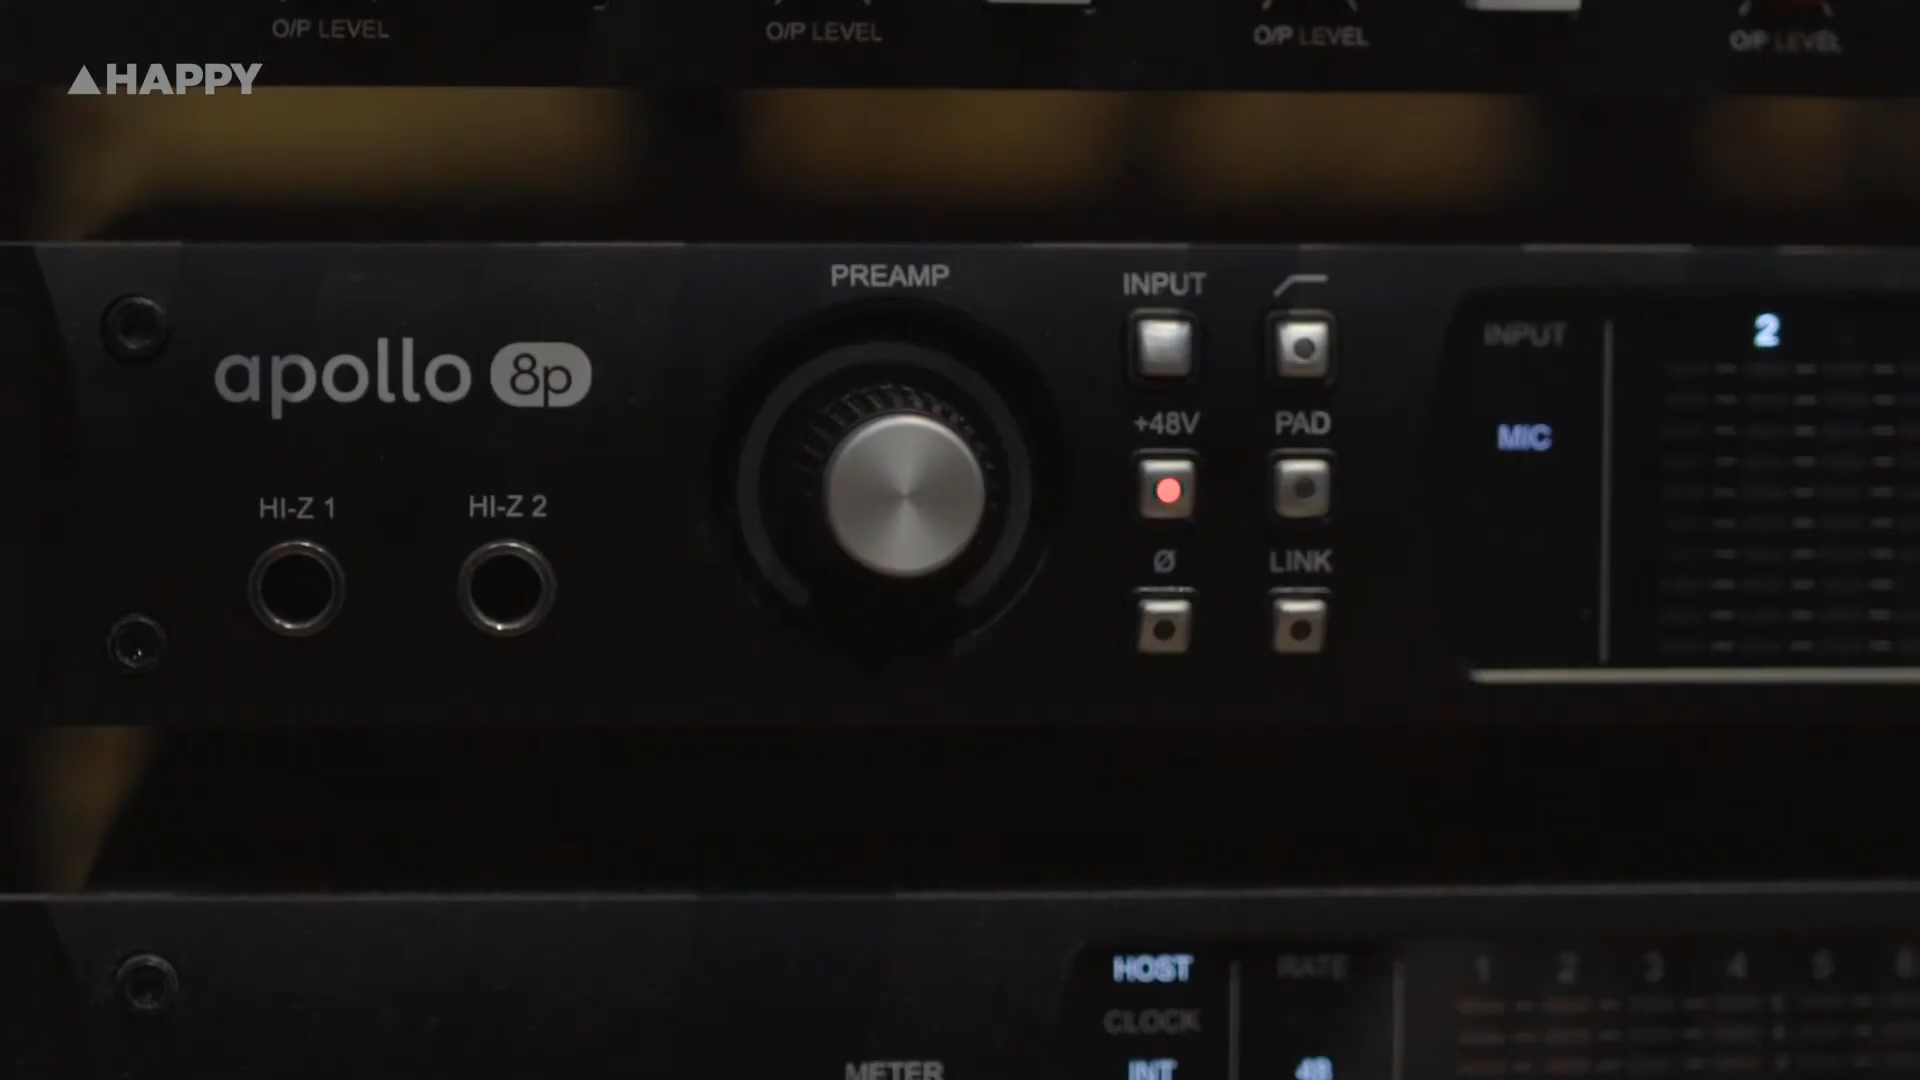 O/P LEVEL O/P LEVEL O/P LEVEL O/P LEVEL
HAPPY
PREAMP
INPUT
INPUT
2
apollo 8p
+48V PAD
MIC
HI-Z 1 HI-Z 2
Ø LINK
HOST RATE 1 2 3 4 5 6
CLOCK
METER INT 48